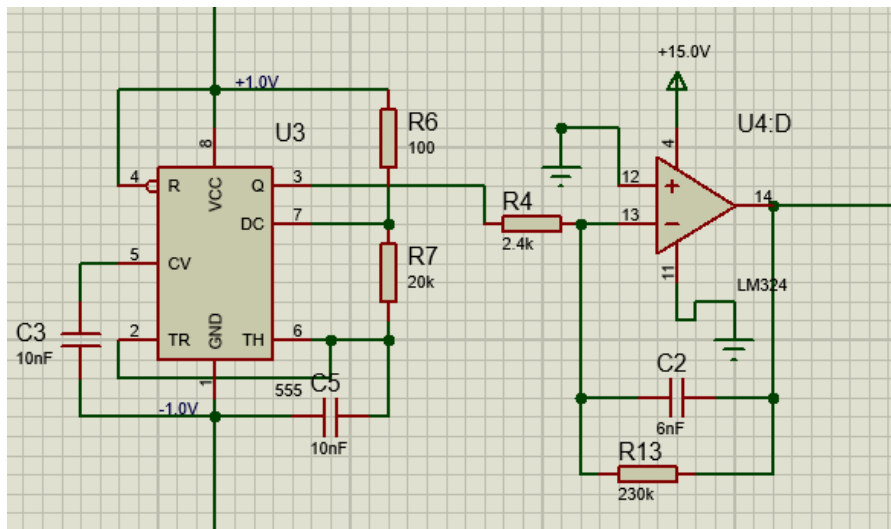 +15.0V
+1.0V
U3
R6
100
U4:D
8
4
4
R
VCC
Q
3
12
+
14
R4
13
−
DC
7
2.4k
5
CV
R7
20k
11
LM324
C3
10nF
2
TR
GND
TH
6
1
555
C5
C2
-1.0V
6nF
10nF
R13
230k